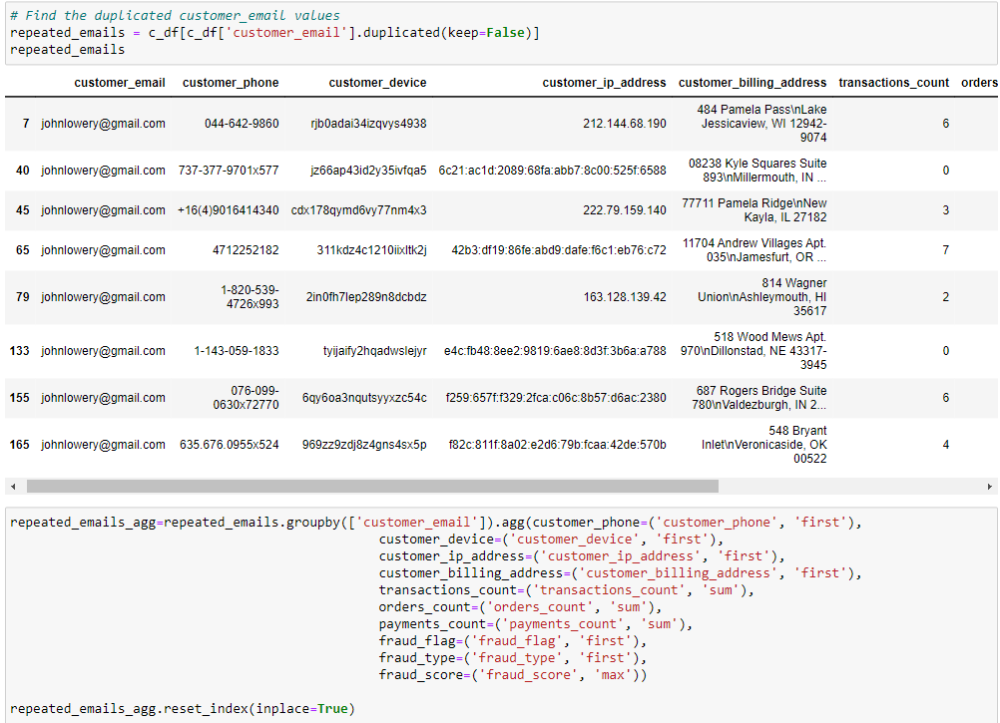 # Find the duplicated customer_email values
repeated_emails = c_df[c_df['customer_email'].duplicated(keep=False)]
repeated_emails
customer_email customer_phone customer_device customer_ip_address customer_billing_address transactions_count orders
7 johnlowery@gmail.com 044-642-9860 rjb0adai34izqvys4938 212.144.68.190 484 Pamela Pass\nLake
Jessicaview, WI 12942-
9074 6
40 johnlowery@gmail.com 737-377-9701x577 jz66ap43id2y35ivfqa5 6c21:ac1d:2089:68fa:abb7:8c00:525f:6588 08238 Kyle Squares Suite
893\nMillermouth, IN ... 0
45 johnlowery@gmail.com +16(4)9016414340 cdx178qymd6vy77nm4x3 222.79.159.140 77711 Pamela Ridge\nNew
Kayla, IL 27182 3
65 johnlowery@gmail.com 4712252182 311kdz4c1210iixltk2j 42b3:df19:86fe:abd9:dafe:f6c1:eb76:c72 11704 Andrew Villages Apt.
035\nJamesfurt, OR ... 7
79 johnlowery@gmail.com 1-820-539-
4726x993 2in0fh7lep289n8dcbdz 163.128.139.42 814 Wagner
Union\nAshleymouth, HI
35617 2
133 johnlowery@gmail.com 1-143-059-1833 tyijaify2hqadwslejyr e4c:fb48:8ee2:9819:6ae8:8d3f:3b6a:a788 518 Wood Mews Apt.
970\nDillonstad, NE 43317-
3945 0
155 johnlowery@gmail.com 076-099-
0630x72770 6qy6oa3nqutsyyxzc54c f259:657f:f329:2fca:c06c:8b57:d6ac:2380 687 Rogers Bridge Suite
780\nValdezburgh, IN 2... 6
165 johnlowery@gmail.com 635.676.0955x524 969zz9zdj8z4gns4sx5p f82c:811f:8a02:e2d6:79b:fcaa:42de:570b 548 Bryant
Inlet\nVeronicaside, OK
00522 4
repeated_emails_agg=repeated_emails.groupby(['customer_email']).agg(customer_phone=('customer_phone', 'first'),
customer_device=('customer_device', 'first'),
customer_ip_address=('customer_ip_address', 'first'),
customer_billing_address=('customer_billing_address', 'first'),
transactions_count=('transactions_count', 'sum'),
orders_count=('orders_count', 'sum'),
payments_count=('payments_count', 'sum'),
fraud_flag=('fraud_flag', 'first'),
fraud_type=('fraud_type', 'first'),
fraud_score=('fraud_score', 'max'))
repeated_emails_agg.reset_index(inplace=True)